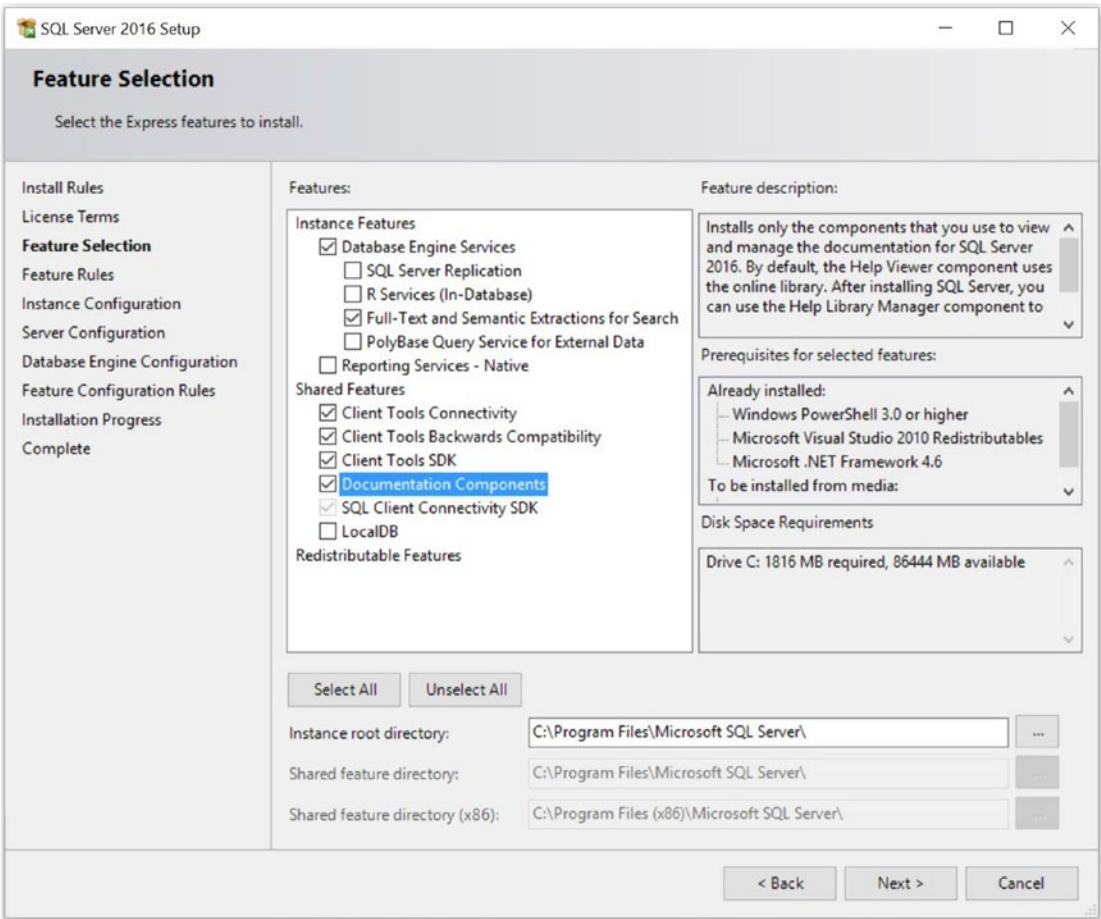 SQL Server 2016 Setup
Feature Selection
Select the Express features to install.
Install Rules
License Terms
Feature Selection
Feature Rules
Instance Configuration
Server Configuration
Database Engine Configuration
Feature Configuration Rules
Installation Progress
Complete
Features:
Instance Features
Database Engine Services
SQL Server Replication
R Services (In-Database)
Full-Text and Semantic Extractions for Search
PolyBase Query Service for External Data
Reporting Services - Native
Shared Features
Client Tools Connectivity
Client Tools Backwards Compatibility
Client Tools SDK
Documentation Components
SQL Client Connectivity SDK
LocalDB
Redistributable Features
Feature description:
Installs only the components that you use to view
and manage the documentation for SQL Server
2016. By default, the Help Viewer component uses
the online library. After installing SQL Server, you
can use the Help Library Manager component to
Prerequisites for selected features:
Already installed:
Windows PowerShell 3.0 or higher
Microsoft Visual Studio 2010 Redistributables
Microsoft .NET Framework 4.6
To be installed from media:
Disk Space Requirements
Drive C: 1816 MB required, 86444 MB available
Select All
Unselect All
Instance root directory:
C:\Program Files\Microsoft SQL Server\
...
Shared feature directory:
C:\Program Files\Microsoft SQL Server\
...
Shared feature directory (x86):
C:\Program Files (x86)\Microsoft SQL Server\
...
< Back
Next >
Cancel